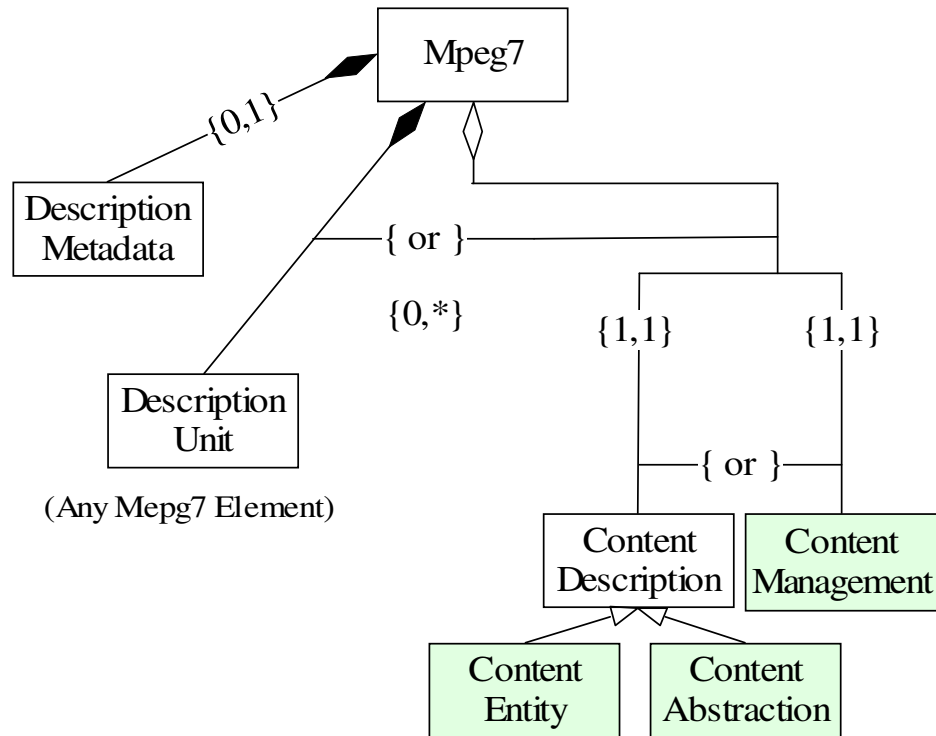 Mpeg7
{0,1}
Description
Metadata
{ or }
{0,*}
{1,1}
{1,1}
Description
Unit
{ or }
(Any Mepg7 Element)
Content
Description
Content
Management
Content
Entity
Content
Abstraction